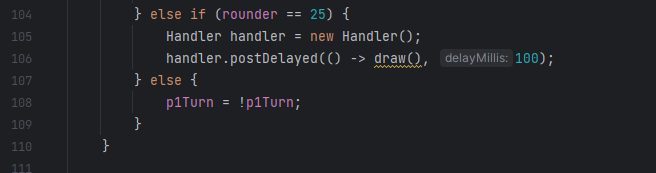 104 } else if (rounder == 25) {
105 Handler handler = new Handler();
106 handler.postDelayed(() -> draw(), delayMillis: 100);
107 } else {
108 p1Turn = !p1Turn;
109 }
110 }
111